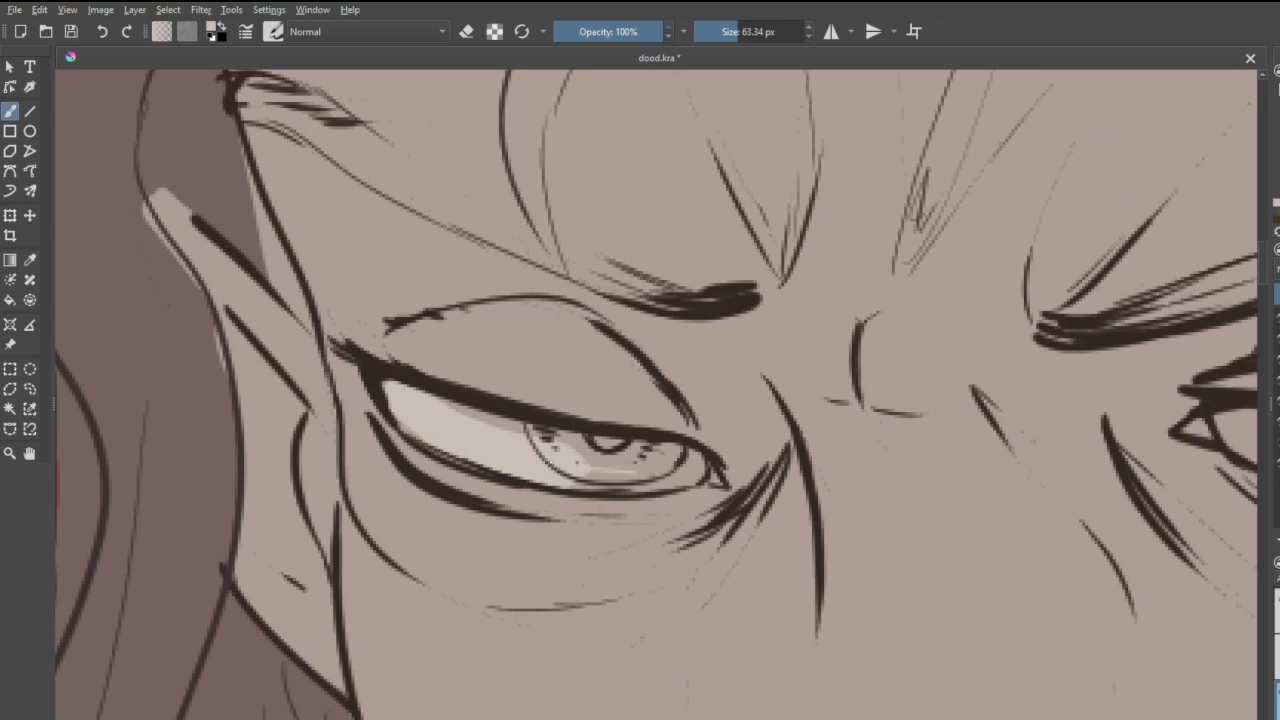 File Edit View Image Layer Select Filter Tools Settings Window Help
Normal Opacity: 100% Size: 63.34 px
dood.kra *
T